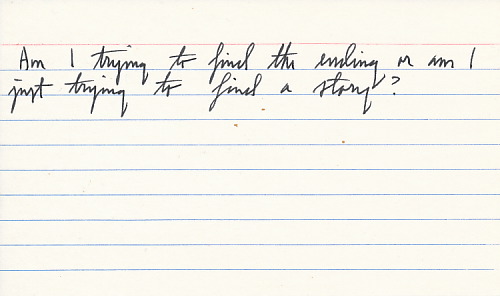 Am I trying to find the ending or am I
just trying to find a story?